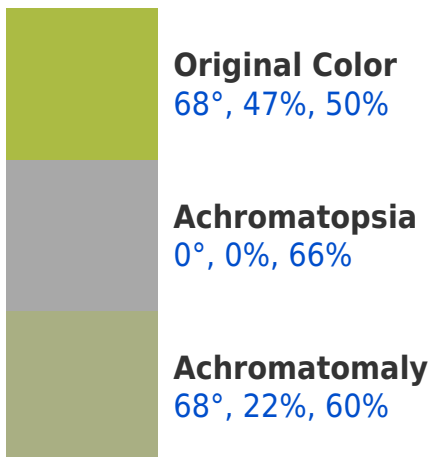 Original Color
68°, 47%, 50%
Achromatopsia
0°, 0%, 66%
Achromatomaly
68°, 22%, 60%